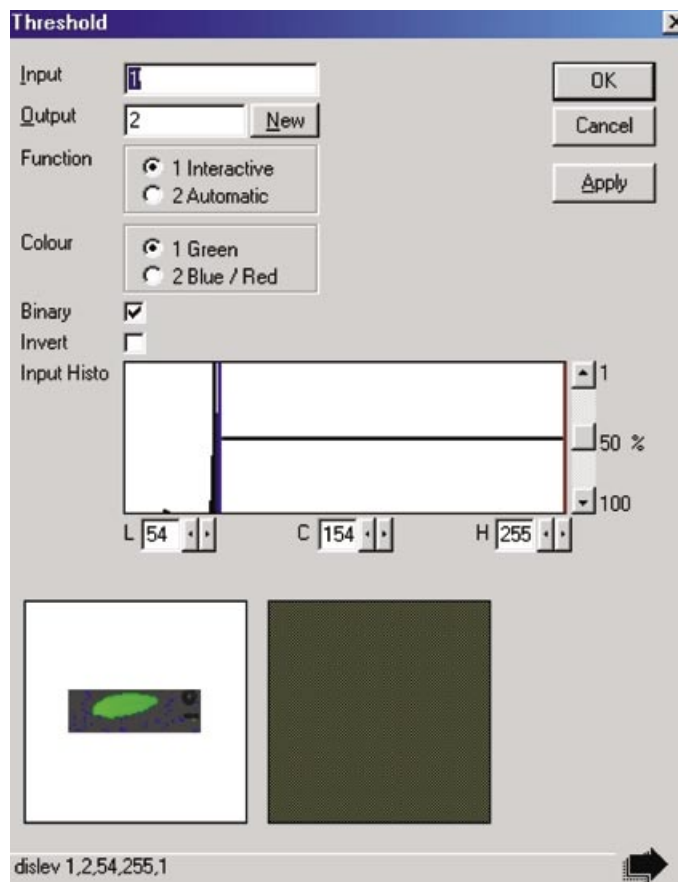 Threshold
Input 1 OK
Output 2 New Cancel
Function 1 Interactive Apply
2 Automatic
Colour 1 Green
2 Blue / Red
Binary
Invert
Input Histo 1
50 %
100
L 54 C 154 H 255
dislev 1,2,54,255,1